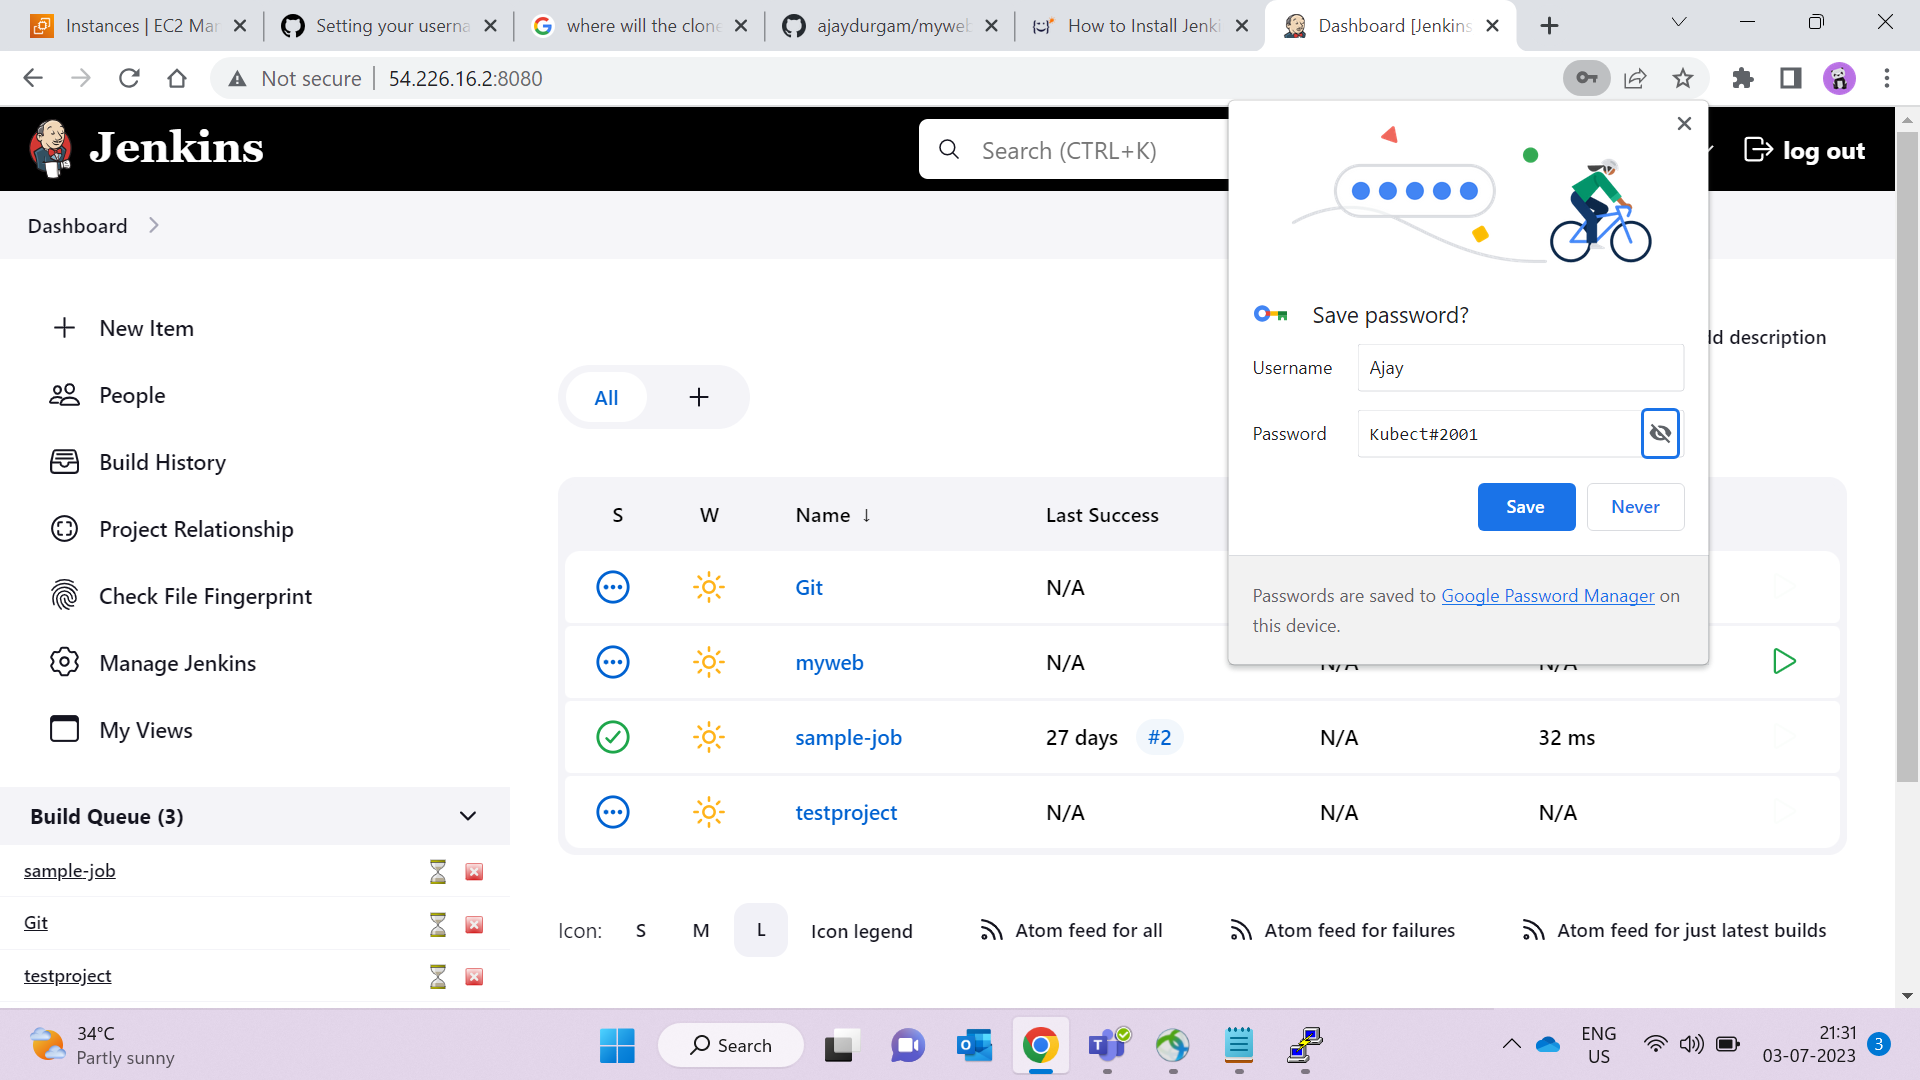 Instances | EC2 Mar
Setting your userna
where will the clone
ajaydurgam/myweb
How to Install Jenki
Dashboard [Jenkins
Not secure
54.226.16.2:8080
Jenkins
Search (CTRL+K)
log out
Dashboard
New Item
People
Build History
Project Relationship
Check File Fingerprint
Manage Jenkins
My Views
Build Queue (3)
sample-job
Git
testproject
ld description
All
S W Name ↓ Last Success
Git N/A
myweb N/A N/A N/A
sample-job 27 days #2 N/A 32 ms
testproject N/A N/A N/A
Icon: S M L Icon legend Atom feed for all Atom feed for failures Atom feed for just latest builds
Save password?
Username Ajay
Password Kubect#2001
Save Never
Passwords are saved to Google Password Manager on
this device.
34°C
Partly sunny
Search
ENG
US
21:31
03-07-2023
3